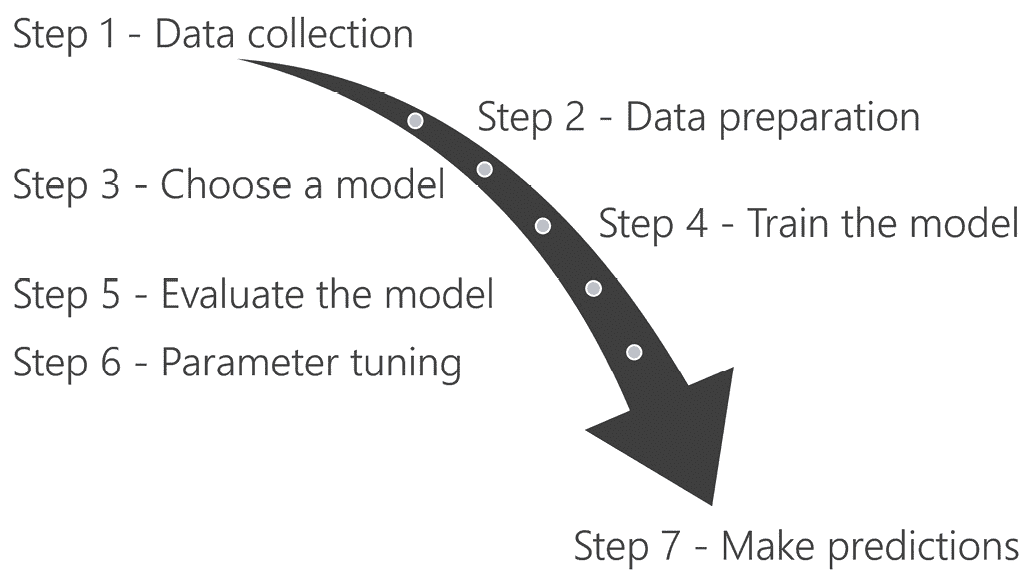 Step 1 - Data collection
Step 2 - Data preparation
Step 3 - Choose a model
Step 4 - Train the model
Step 5 - Evaluate the model
Step 6 - Parameter tuning
Step 7 - Make predictions